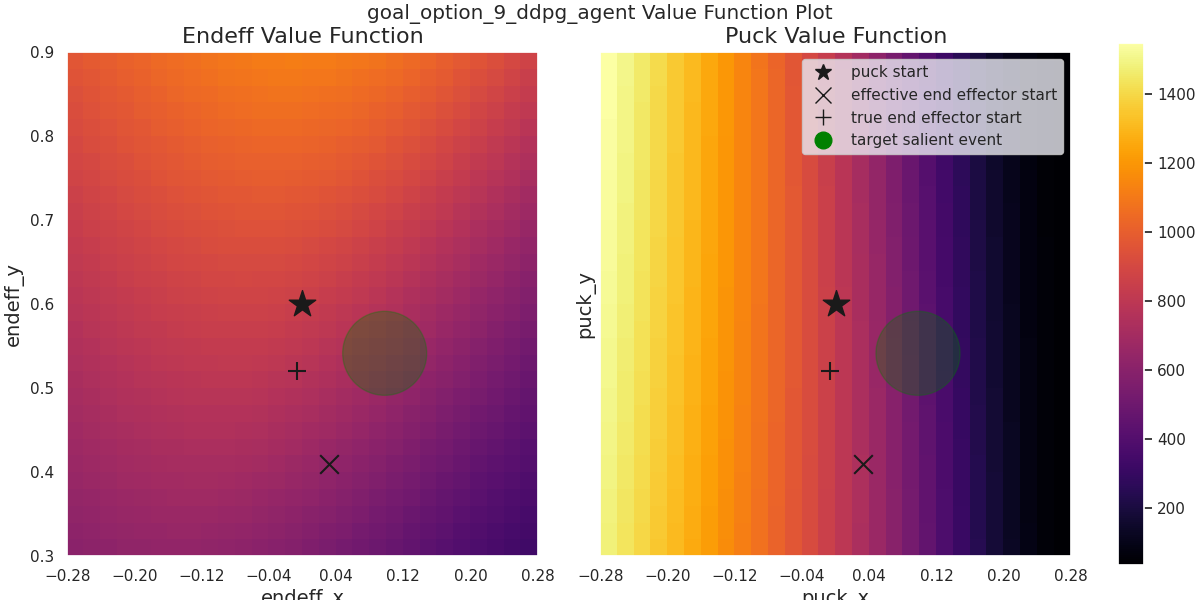 goal_option_9_ddpg_agent Value Function Plot
Endeff Value Function
Puck Value Function
0.9
0.8
0.7
0.6
0.5
0.4
0.3
endeff_y
−0.28 −0.20 −0.12 −0.04 0.04 0.12 0.20 0.28
endeff_x
puck_y
puck start
effective end effector start
true end effector start
target salient event
−0.28 −0.20 −0.12 −0.04 0.04 0.12 0.20 0.28
puck_x
1400
1200
1000
800
600
400
200